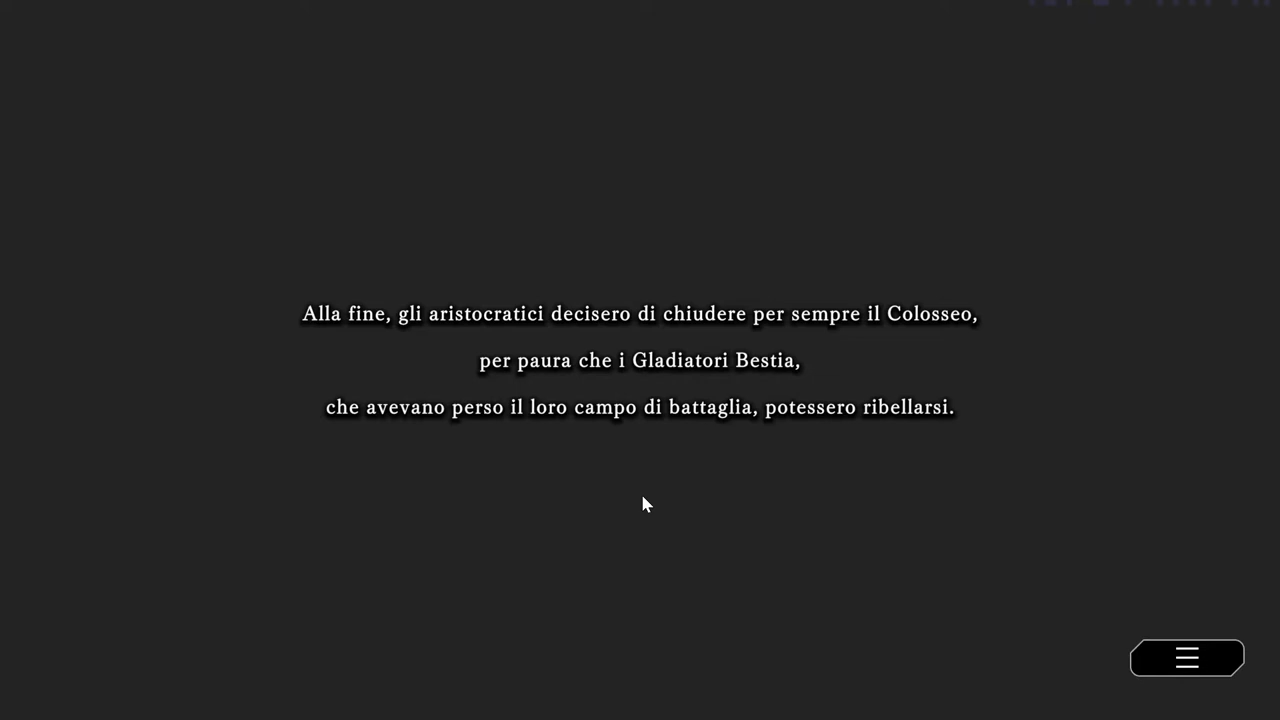 Alla fine, gli aristocratici decisero di chiudere per sempre il Colosseo,
per paura che i Gladiatori Bestia,
che avevano perso il loro campo di battaglia, potessero ribellarsi.